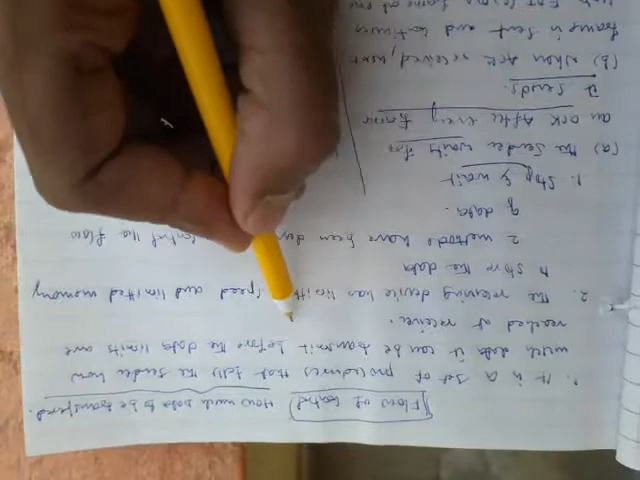 Flow of Control How much data to be transferred.
1. It is a set of procedures that tells the sender how
much data it can be transmit before the data limits are
reached at receiver.
2. The receiving device has limitted speed and limitted memory
to store the data
2 methods have been dev control the flow
of data.
1. Stop & wait
(a) The sender waits for
an ack after every frame
it sends.
(b) when ack received, next
frame is sent and continues